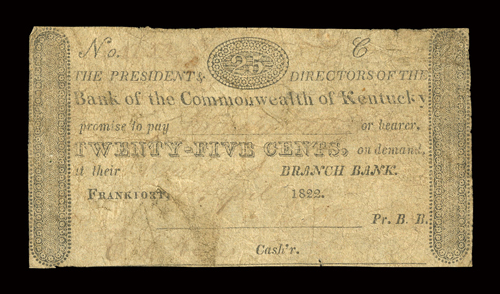 No. C
25
THE PRESIDENT & DIRECTORS OF THE
Bank of the Commonwealth of Kentucky
promise to pay or bearer,
TWENTY-FIVE CENTS, on demand,
at their BRANCH BANK.
FRANKFORT, 1822.
Pr. B. B.
Cash'r.